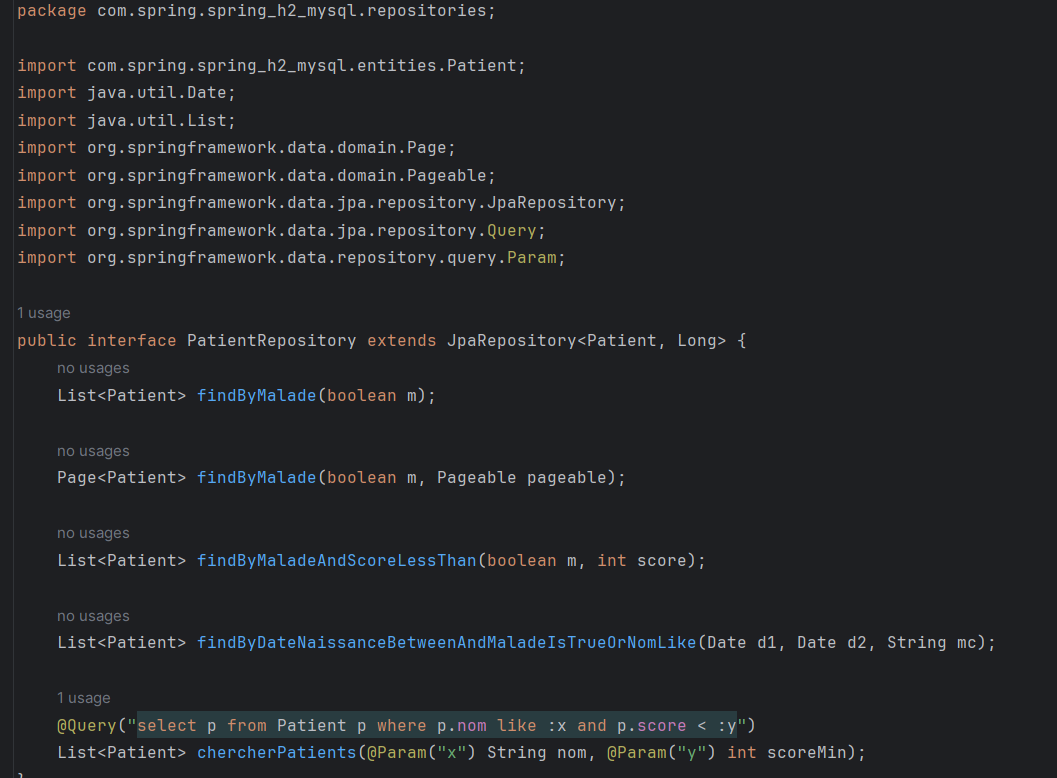 package com.spring.spring_h2_mysql.repositories;
import com.spring.spring_h2_mysql.entities.Patient;
import java.util.Date;
import java.util.List;
import org.springframework.data.domain.Page;
import org.springframework.data.domain.Pageable;
import org.springframework.data.jpa.repository.JpaRepository;
import org.springframework.data.jpa.repository.Query;
import org.springframework.data.repository.query.Param;
1 usage
public interface PatientRepository extends JpaRepository<Patient, Long> {
no usages
List<Patient> findByMalade(boolean m);
no usages
Page<Patient> findByMalade(boolean m, Pageable pageable);
no usages
List<Patient> findByMaladeAndScoreLessThan(boolean m, int score);
no usages
List<Patient> findByDateNaissanceBetweenAndMaladeIsTrueOrNomLike(Date d1, Date d2, String mc);
1 usage
@Query("select p from Patient p where p.nom like :x and p.score < :y")
List<Patient> chercherPatients(@Param("x") String nom, @Param("y") int scoreMin);
}